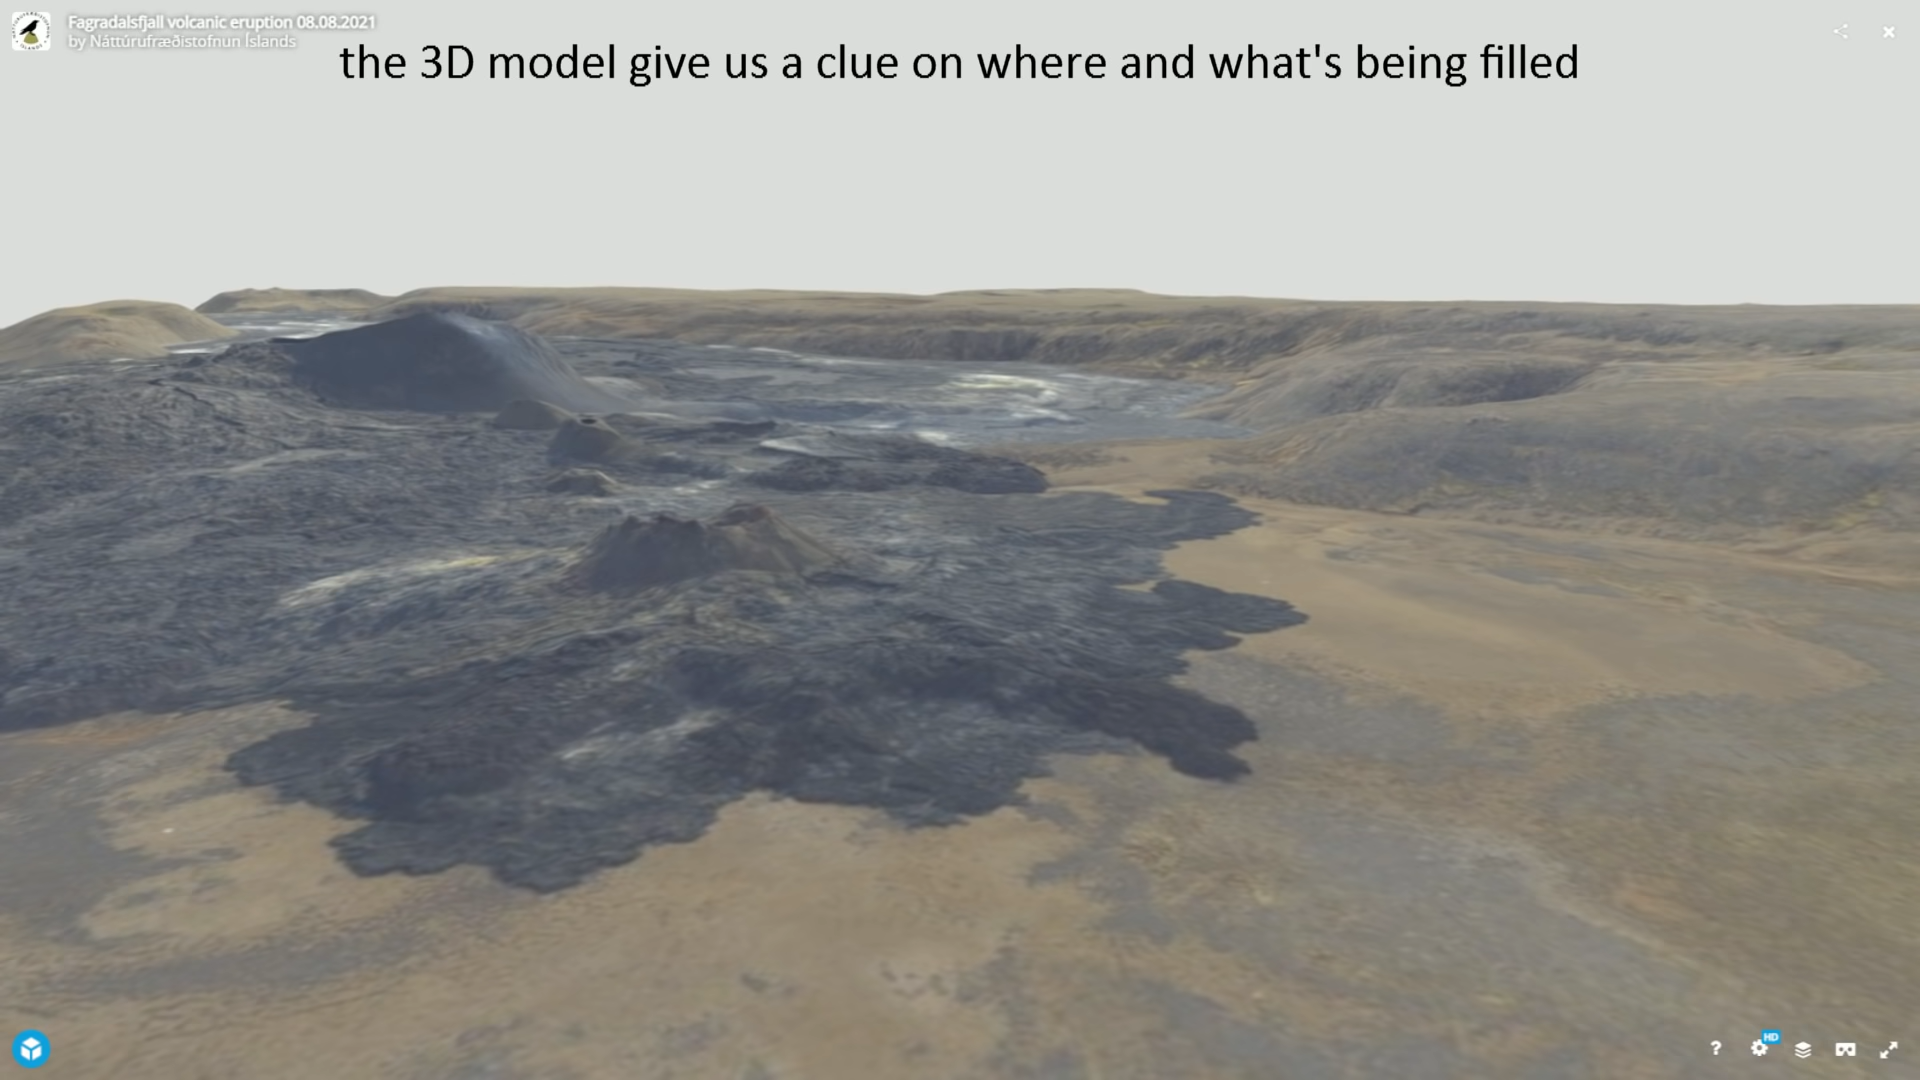 Fagradalsfjall volcanic eruption 08.08.2021
by Náttúrufræðistofnun Íslands
the 3D model give us a clue on where and what's being filled
?
HD